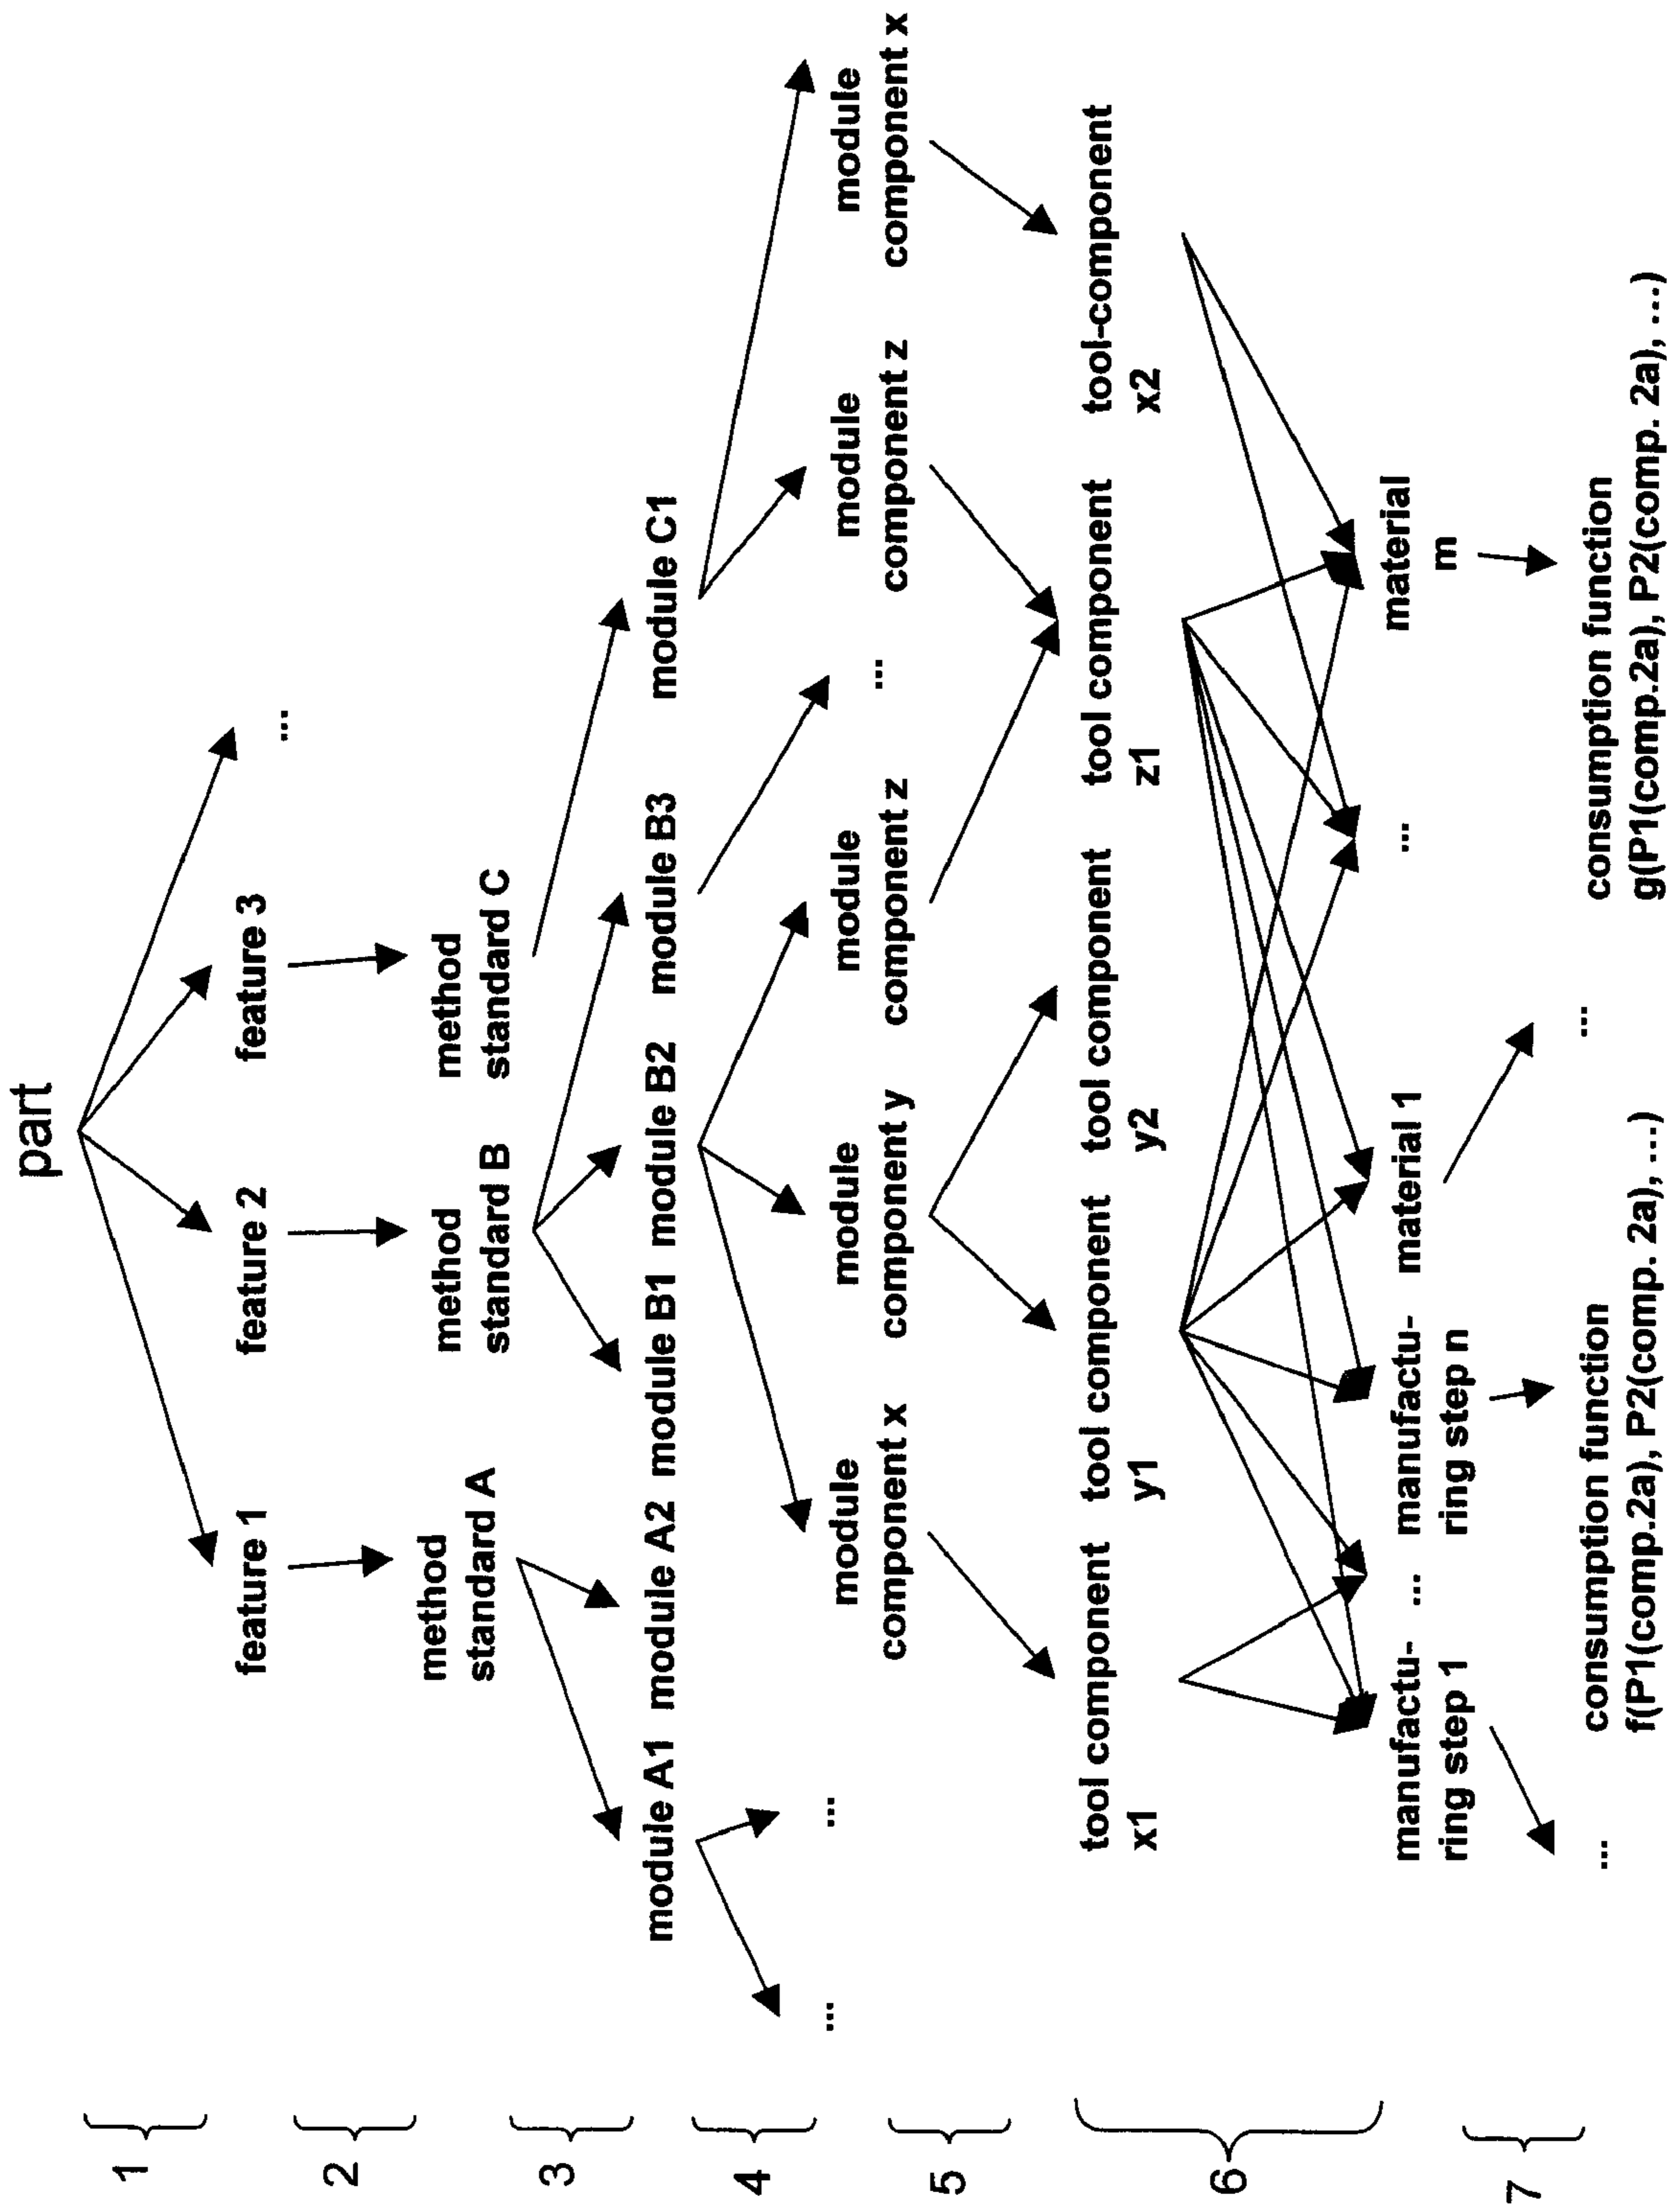 part
1
feature 1
feature 2
feature 3
...
2
method
standard A
method
standard B
method
standard C
3
module A1
module A2
module B1
module B2
module B3
module C1
4
...
...
module
component x
module
component y
module
component z
...
module
component z
module
component x
5
tool component
x1
tool component
y1
tool component
y2
tool component
z1
tool-component
x2
6
manufactu-
ring step 1
...
manufactu-
ring step n
material 1
...
material
m
7
...
consumption function
f(P1(comp.2a), P2(comp. 2a), ...)
...
consumption function
g(P1(comp.2a), P2(comp. 2a), ...)